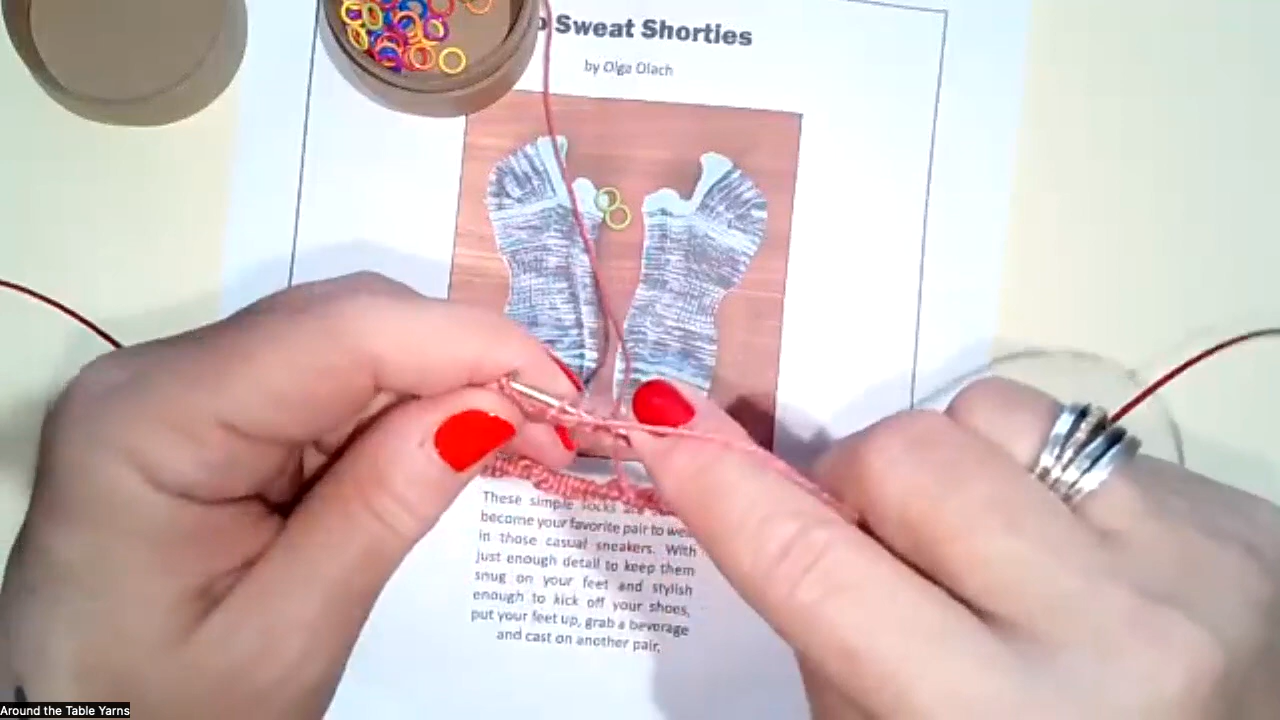 Sweat Shorties
by Olga Olach
These simple socks are
become your favorite pair to
in those casual sneakers. With
just enough detail to keep them
snug on your feet and stylish
enough to kick off your shoes,
put your feet up, grab a beverage
and cast on another pair.
Around the Table Yarns